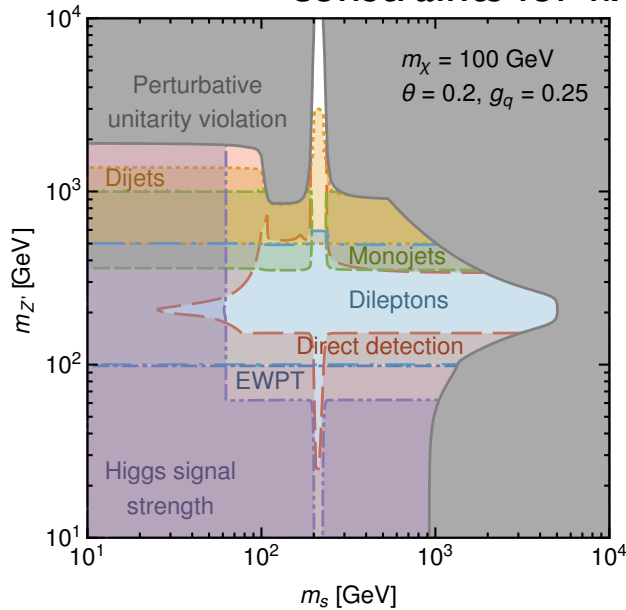 10^4
10^3
10^2
10^1
m_{Z'} [GeV]
m_χ = 100 GeV
θ = 0.2, g_q = 0.25
Perturbative
unitarity violation
Dijets
Monojets
Dileptons
Direct detection
EWPT
Higgs signal
strength
10^1 10^2 10^3 10^4
m_s [GeV]